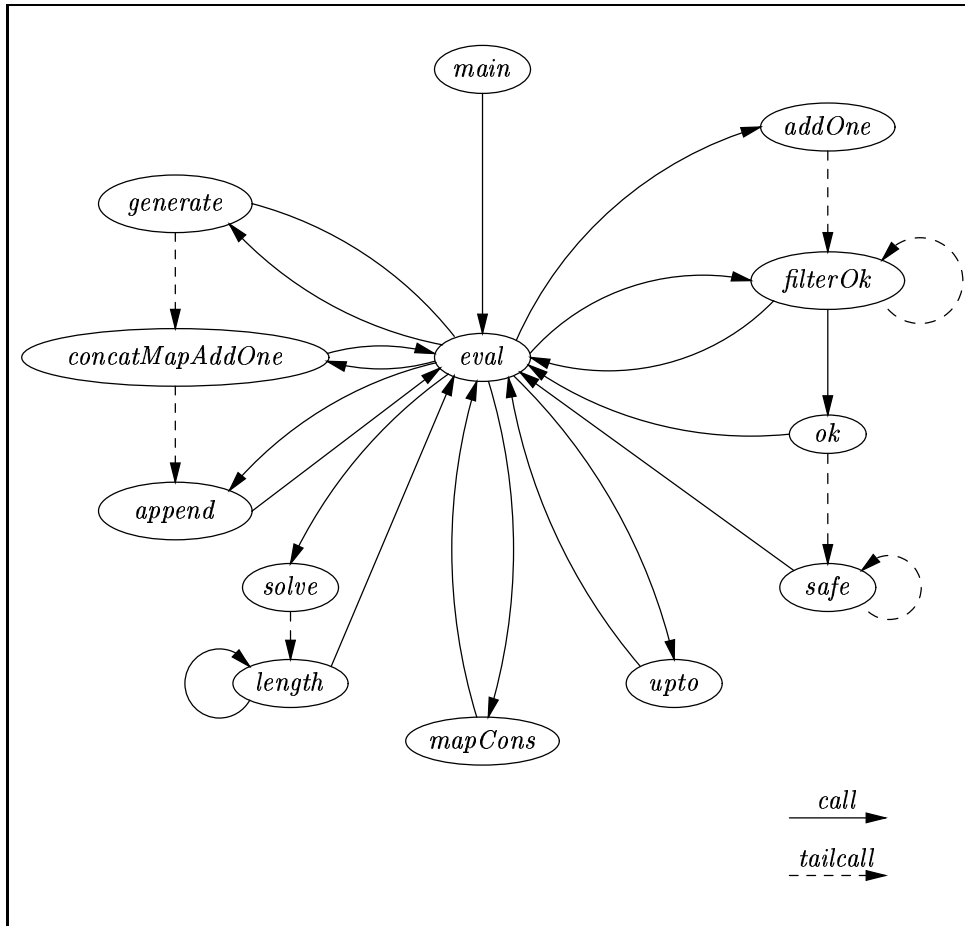 main
addOne
generate
filterOk
concatMapAddOne
eval
ok
append
solve
safe
length
upto
mapCons
call
tailcall